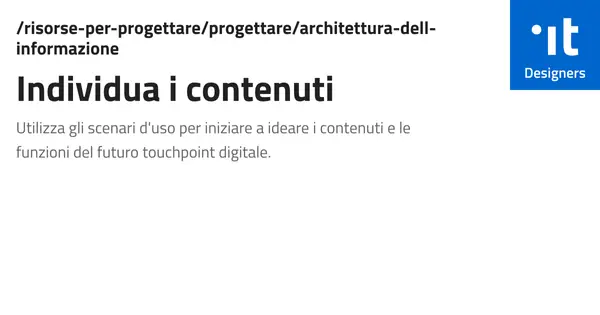 /risorse-per-progettare/progettare/architettura-dell-
informazione
Individua i contenuti
Utilizza gli scenari d'uso per iniziare a ideare i contenuti e le
funzioni del futuro touchpoint digitale.
·it
Designers